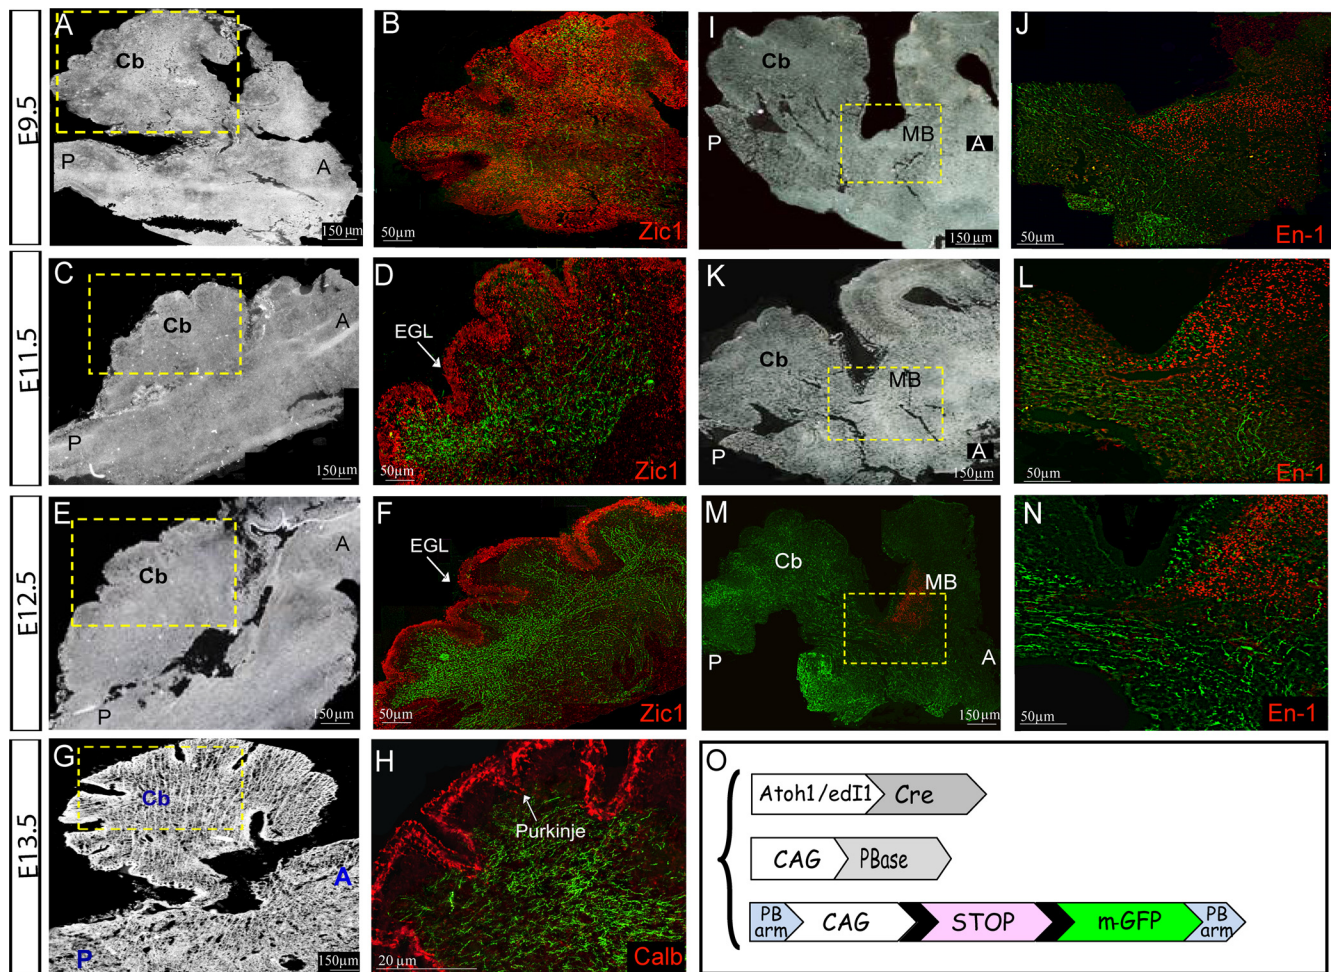 E9.5
A
Cb
P
A
150 µm
B
50µm
Zic1
I
Cb
MB
P
A
150 µm
J
50µm
En-1
E11.5
C
Cb
A
P
150µm
D
EGL
50µm
Zic1
K
Cb
MB
P
A
150µm
L
50µm
En-1
E12.5
E
A
Cb
P
150µm
F
EGL
50µm
Zic1
M
Cb
MB
P
A
150µm
N
50µm
En-1
E13.5
G
Cb
A
P
150µm
H
Purkinje
20 µm
Calb
O
Atoh1/edI1 Cre
CAG PBase
PB arm CAG STOP m-GFP PB arm